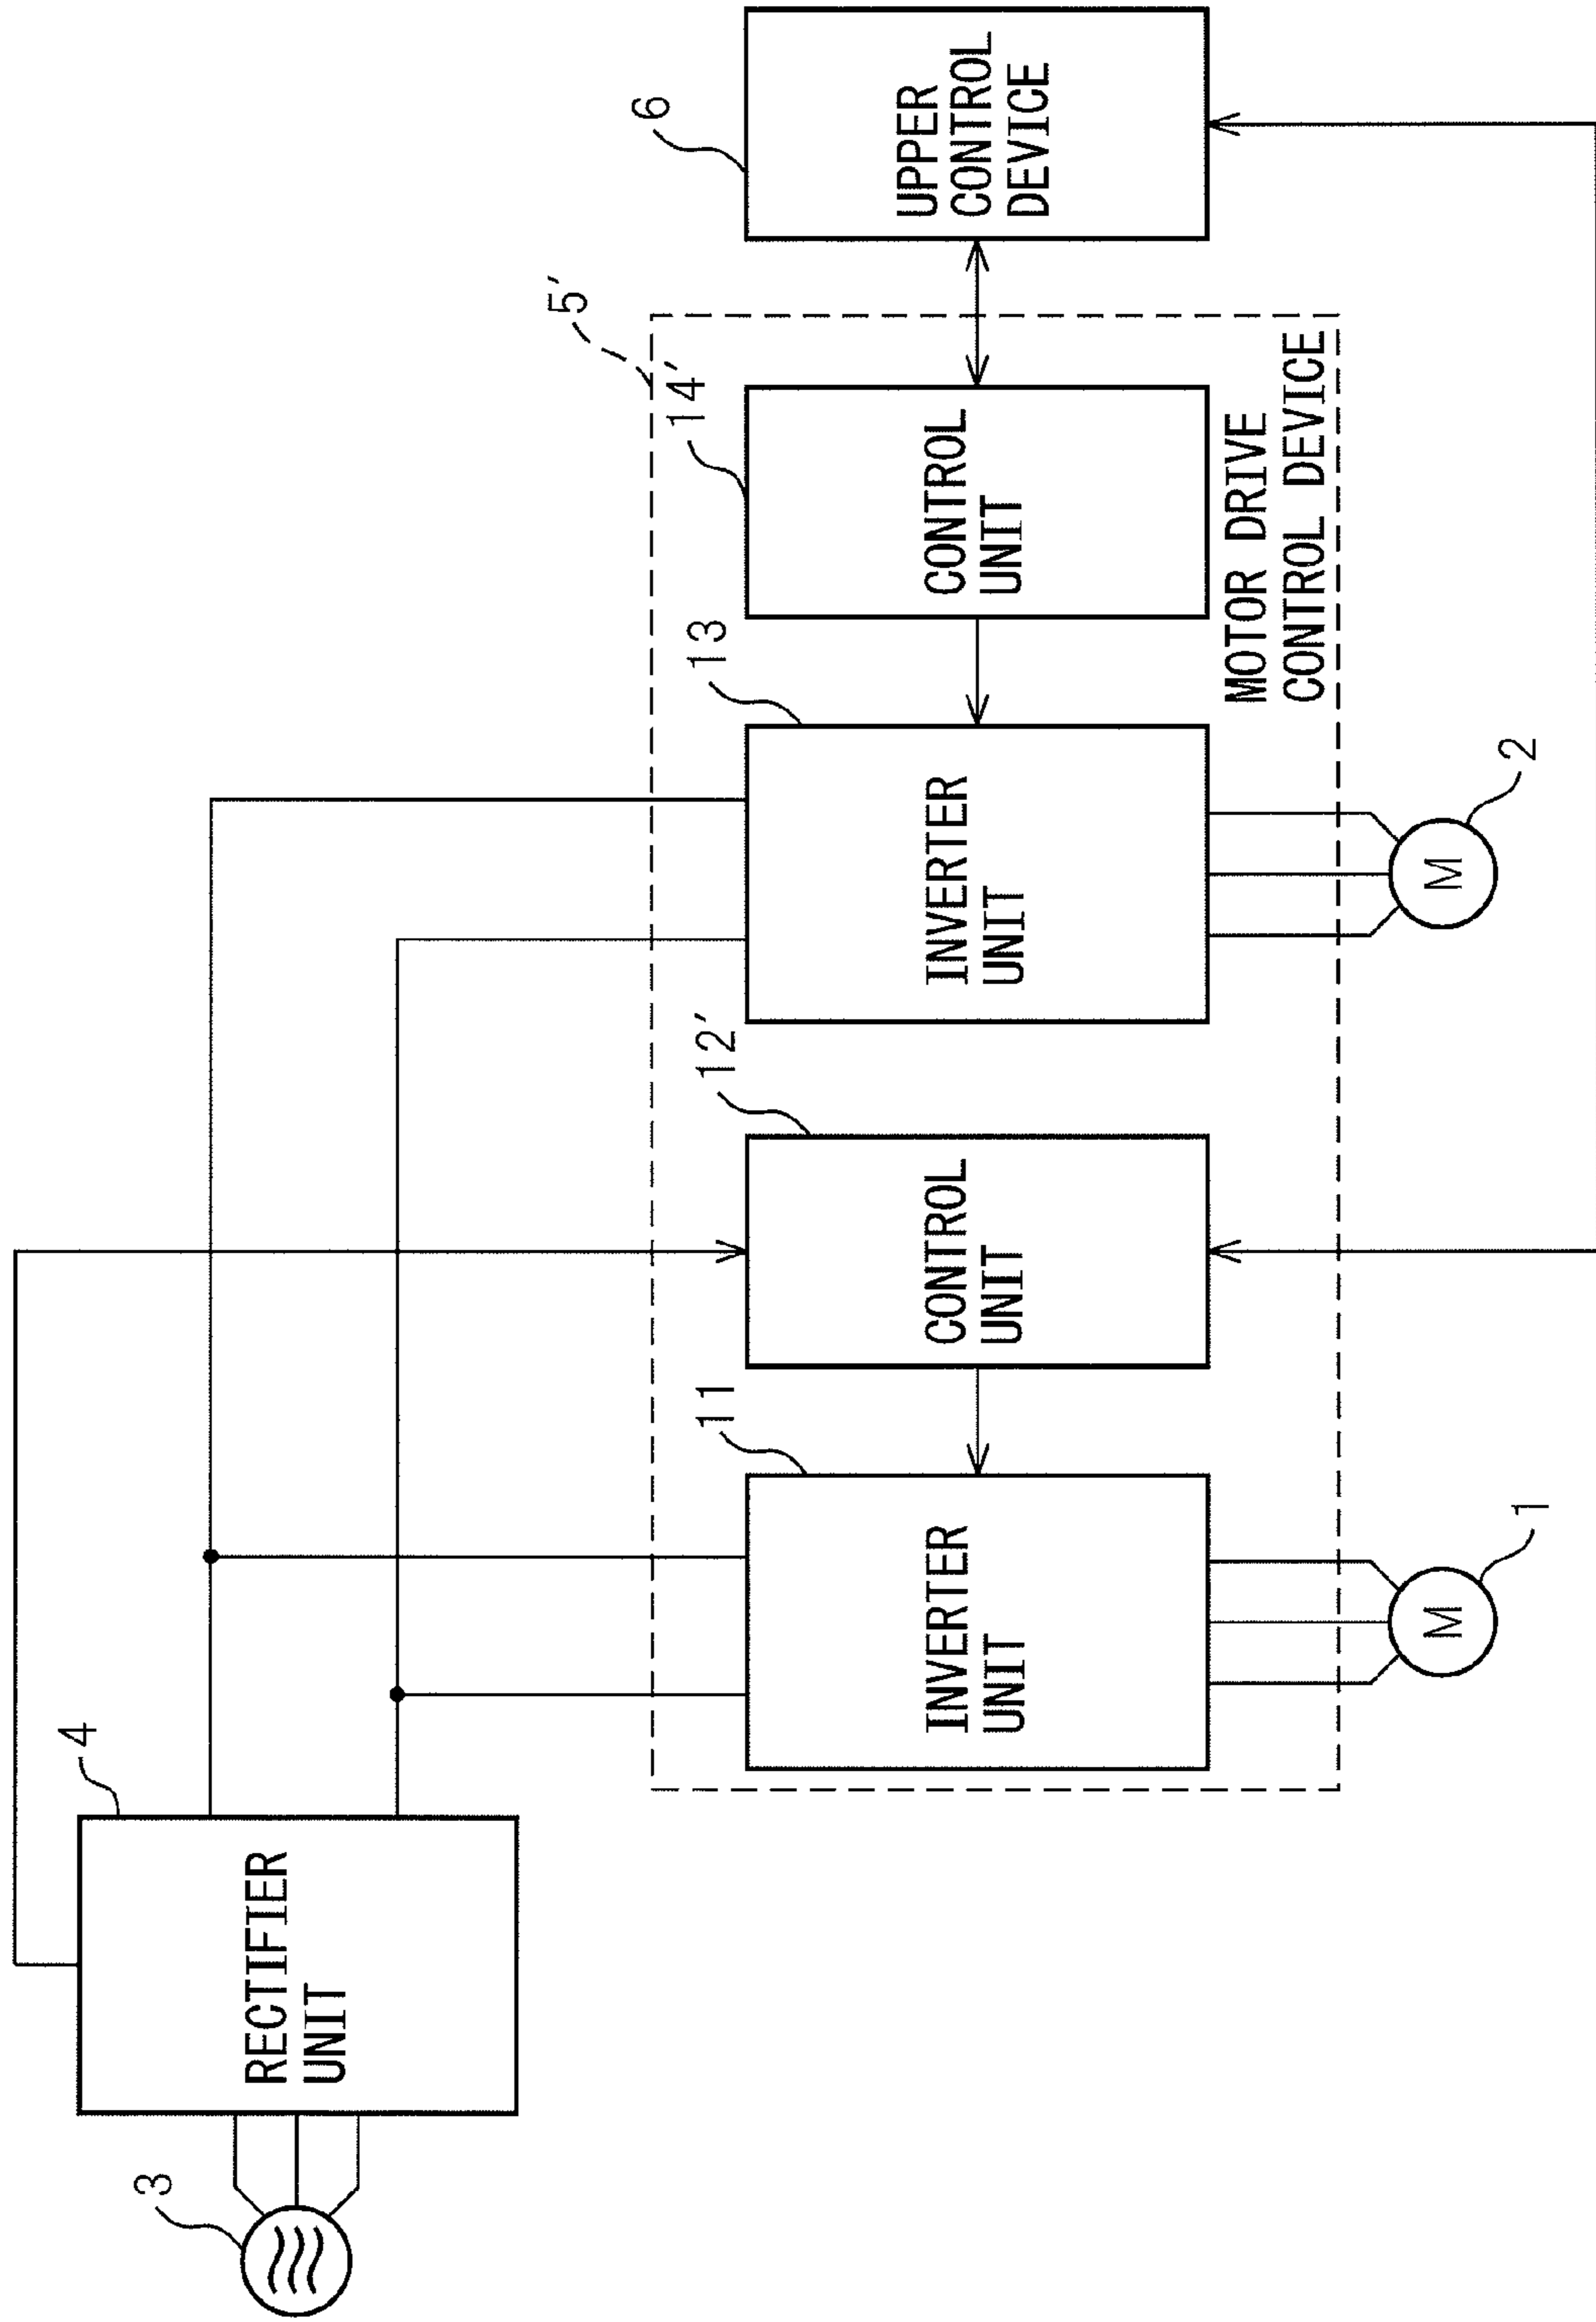 3
4
RECTIFIER
UNIT
11
INVERTER
UNIT
12′
CONTROL
UNIT
13
INVERTER
UNIT
14′
CONTROL
UNIT
5′
6
UPPER
CONTROL
DEVICE
MOTOR DRIVE
CONTROL DEVICE
M
1
M
2